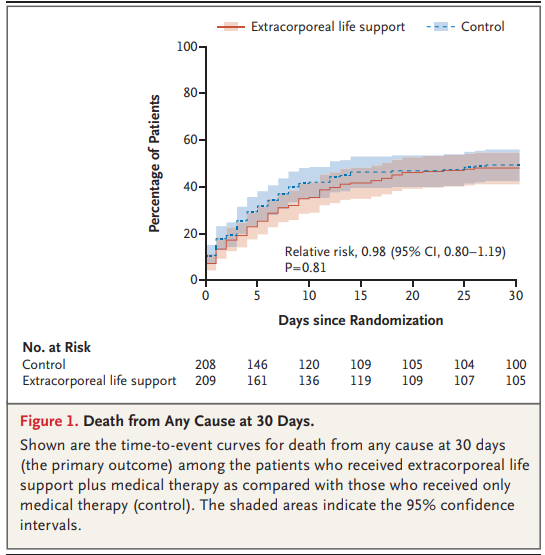 Extracorporeal life support Control
100
80
60
40
20
0
Percentage of Patients
Relative risk, 0.98 (95% CI, 0.80–1.19)
P=0.81
0 5 10 15 20 25 30
Days since Randomization
No. at Risk
Control 208 146 120 109 105 104 100
Extracorporeal life support 209 161 136 119 109 107 105
Figure 1. Death from Any Cause at 30 Days.
Shown are the time-to-event curves for death from any cause at 30 days
(the primary outcome) among the patients who received extracorporeal life
support plus medical therapy as compared with those who received only
medical therapy (control). The shaded areas indicate the 95% confidence
intervals.